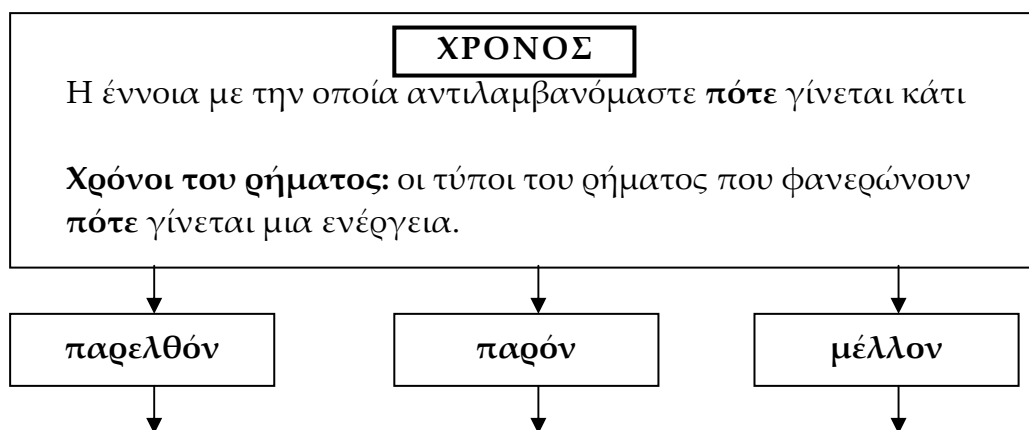 ΧΡΟΝΟΣ
Η έννοια με την οποία αντιλαμβανόμαστε πότε γίνεται κάτι
Χρόνοι του ρήματος: οι τύποι του ρήματος που φανερώνουν
πότε γίνεται μια ενέργεια.
παρελθόν παρόν μέλλον